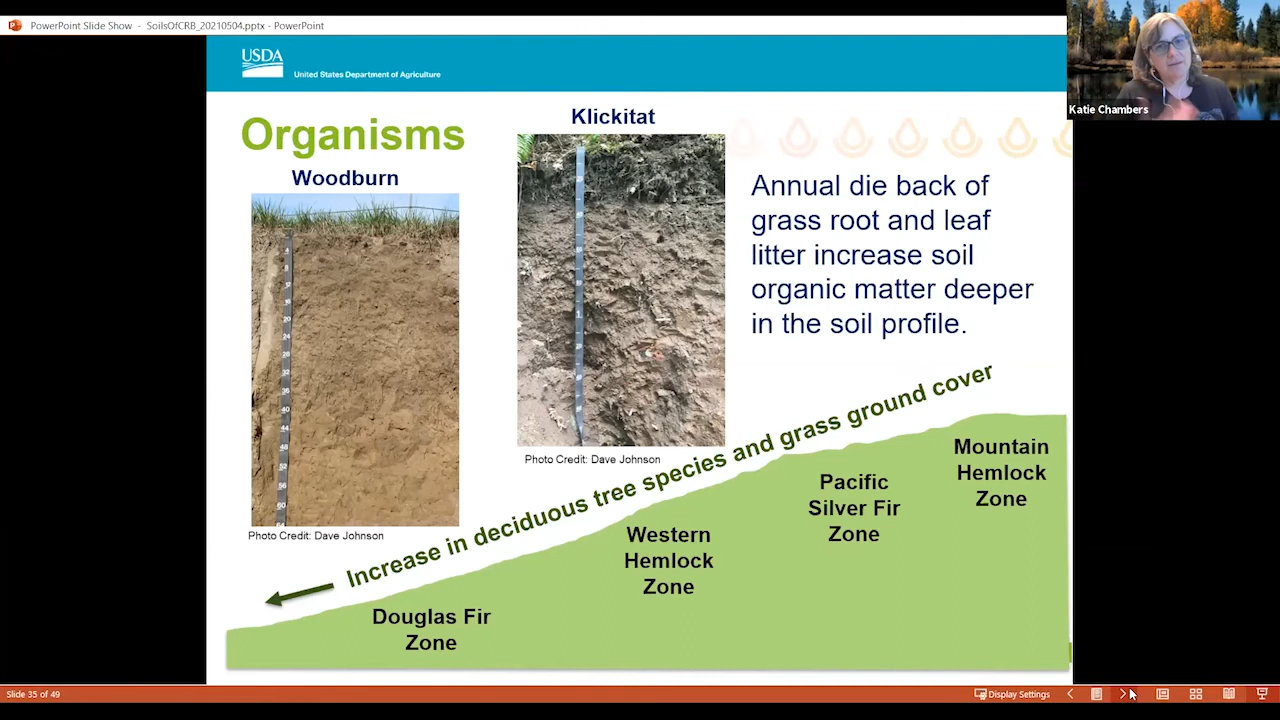 PowerPoint Slide Show - SoilsOfCRB_20210504.pptx - PowerPoint
Katie Chambers
USDA
United States Department of Agriculture
Organisms
Woodburn
Klickitat
Annual die back of
grass root and leaf
litter increase soil
organic matter deeper
in the soil profile.
Photo Credit: Dave Johnson
Photo Credit: Dave Johnson
Increase in deciduous tree species and grass ground cover
Mountain
Hemlock
Zone
Pacific
Silver Fir
Zone
Western
Hemlock
Zone
Douglas Fir
Zone
Slide 35 of 49
Display Settings